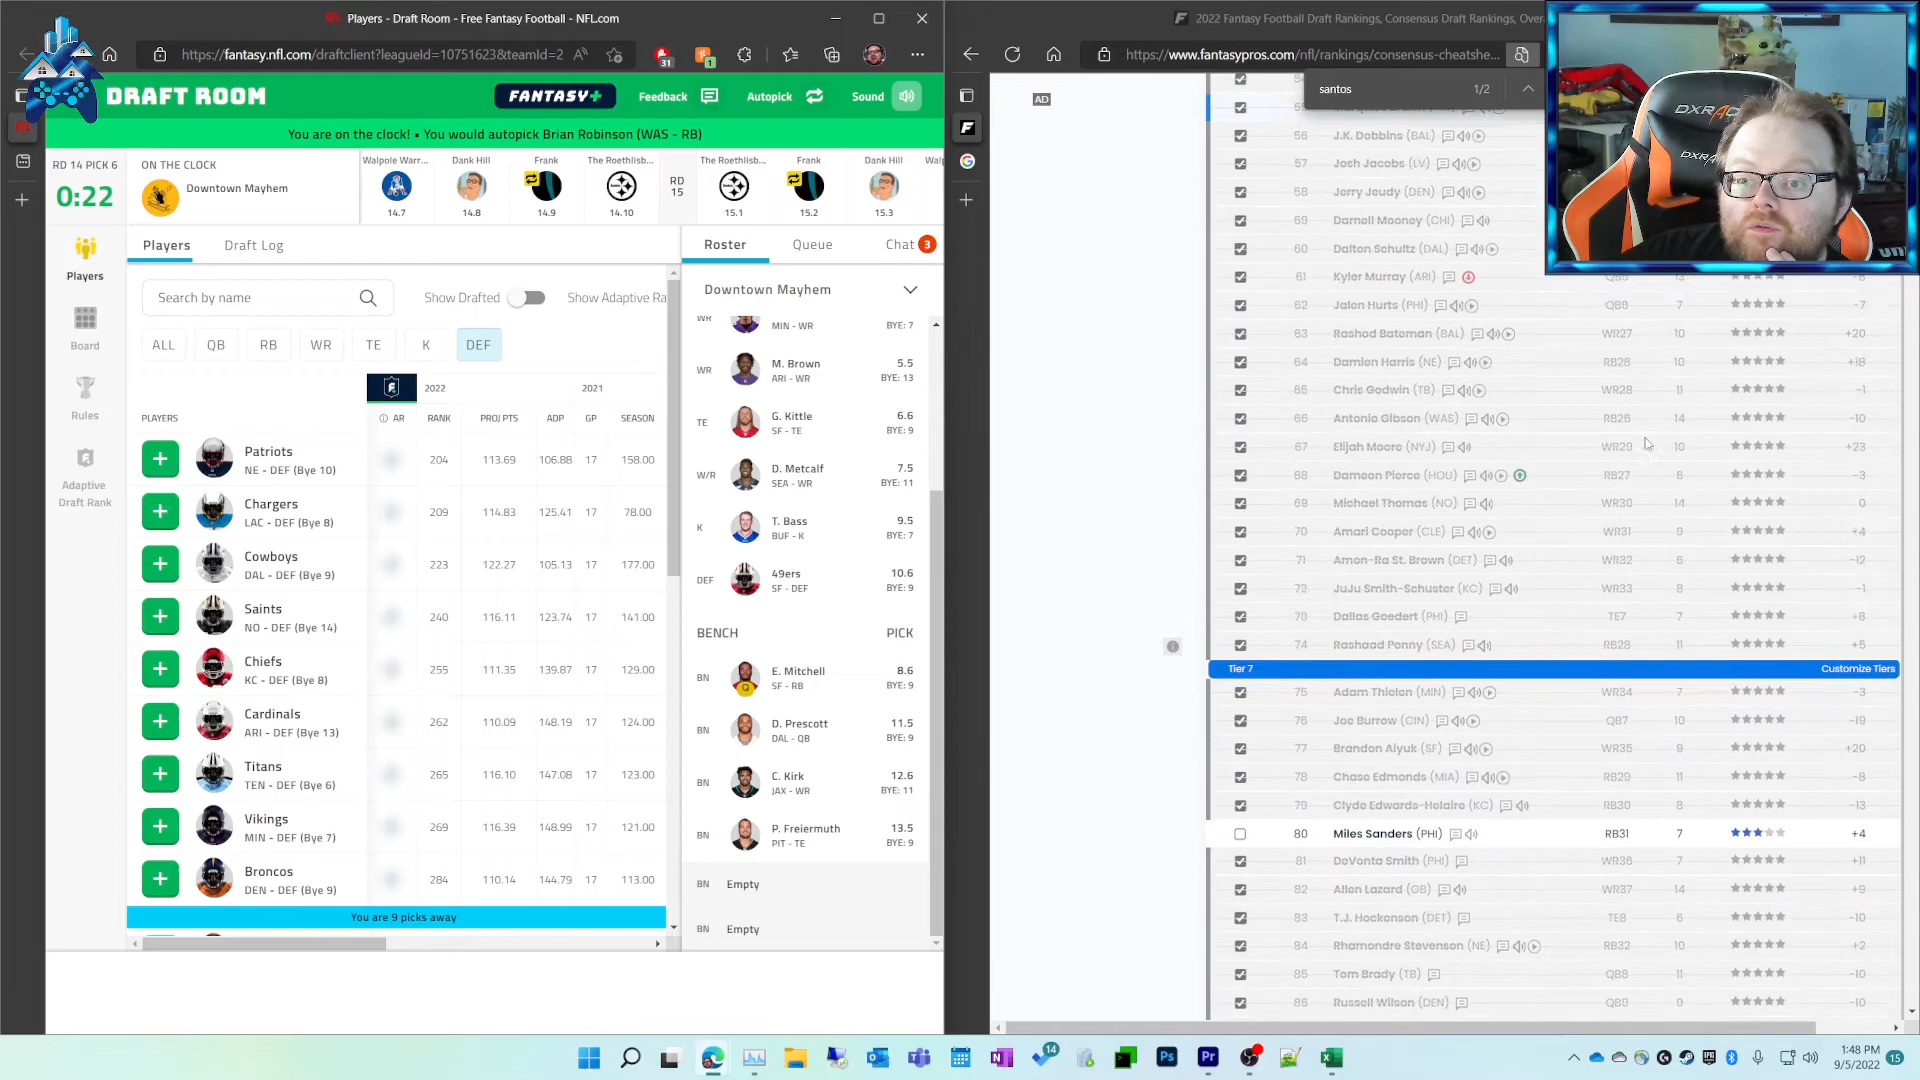 Players - Draft Room - Free Fantasy Football - NFL.com
2022 Fantasy Football Draft Rankings, Consensus Draft Rankings, Over
https://fantasy.nfl.com/draftclient?leagueId=10751623&teamId=2
31
1
https://www.fantasypros.com/nfl/rankings/consensus-cheatshe...
santos
1/2
DRAFT ROOM
FANTASY+
Feedback
Autopick
Sound
You are on the clock! • You would autopick Brian Robinson (WAS - RB)
RD 14 PICK 6
0:22
ON THE CLOCK
Downtown Mayhem
Walpole Warr...
14.7
Dank Hill
14.8
Frank
14.9
The Roethlisb...
14.10
RD
15
The Roethlisb...
15.1
Frank
15.2
Dank Hill
15.3
Players
Board
Rules
Adaptive
Draft Rank
Players
Draft Log
Search by name
Show Drafted
Show Adaptive Ra
ALL
QB
RB
WR
TE
K
DEF
2022
2021
PLAYERS
AR
RANK
PROJ PTS
ADP
GP
SEASON
Patriots
NE - DEF (Bye 10)
204 113.69 106.88 17 158.00
Chargers
LAC - DEF (Bye 8)
209 114.83 125.41 17 78.00
Cowboys
DAL - DEF (Bye 9)
223 122.27 105.13 17 177.00
Saints
NO - DEF (Bye 14)
240 116.11 123.74 17 141.00
Chiefs
KC - DEF (Bye 8)
255 111.35 139.87 17 129.00
Cardinals
ARI - DEF (Bye 13)
262 110.09 148.19 17 124.00
Titans
TEN - DEF (Bye 6)
265 116.10 147.08 17 123.00
Vikings
MIN - DEF (Bye 7)
269 116.39 148.99 17 121.00
Broncos
DEN - DEF (Bye 9)
284 110.14 144.79 17 113.00
You are 9 picks away
Roster
Queue
Chat 3
Downtown Mayhem
WR
MIN - WR BYE: 7
WR M. Brown 5.5
ARI - WR BYE: 13
TE G. Kittle 6.6
SF - TE BYE: 9
W/R D. Metcalf 7.5
SEA - WR BYE: 11
K T. Bass 9.5
BUF - K BYE: 7
DEF 49ers 10.6
SF - DEF BYE: 9
BENCH PICK
BN E. Mitchell 8.6
Q SF - RB BYE: 9
BN D. Prescott 11.5
DAL - QB BYE: 9
BN C. Kirk 12.6
JAX - WR BYE: 11
BN P. Freiermuth 13.5
PIT - TE BYE: 9
BN Empty
BN Empty
AD
56 J.K. Dobbins (BAL)
57 Josh Jacobs (LV)
58 Jerry Jeudy (DEN)
59 Darnell Mooney (CHI)
60 Dalton Schultz (DAL)
61 Kyler Murray (ARI)
62 Jalen Hurts (PHI) 7 -7
63 Rashod Bateman (BAL) WR27 10 +20
64 Damien Harris (NE) 10 +18
65 Chris Godwin (TB) WR28 11 -1
66 Antonio Gibson (WAS) RB26 14 -10
67 Elijah Moore (NYJ) WR29 10 +23
68 Dameon Pierce (HOU) RB27 6 -3
69 Michael Thomas (NO) WR30 14 0
70 Amari Cooper (CLE) WR31 9 +4
71 Amon-Ra St. Brown (DET) WR32 6 -12
72 JuJu Smith-Schuster (KC) WR33 8 -1
73 Dallas Goedert (PHI) TE7 7 +8
74 Rashaad Penny (SEA) RB28 11 +5
Tier 7 Customize Tiers
75 Adam Thielen (MIN) WR34 7 -3
76 Joe Burrow (CIN) QB7 10 -19
77 Brandon Aiyuk (SF) WR35 9 +20
78 Chase Edmonds (MIA) RB29 11 -8
79 Clyde Edwards-Helaire (KC) RB30 8 -13
80 Miles Sanders (PHI) RB31 7 +4
81 DeVonta Smith (PHI) WR36 7 +11
82 Allen Lazard (GB) WR37 14 +9
83 T.J. Hockenson (DET) TE8 6 -10
84 Rhamondre Stevenson (NE) RB32 10 +2
85 Tom Brady (TB) QB8 11 -10
86 Russell Wilson (DEN) QB9 9 -10
DXRACER
14
1:48 PM
9/5/2022
15